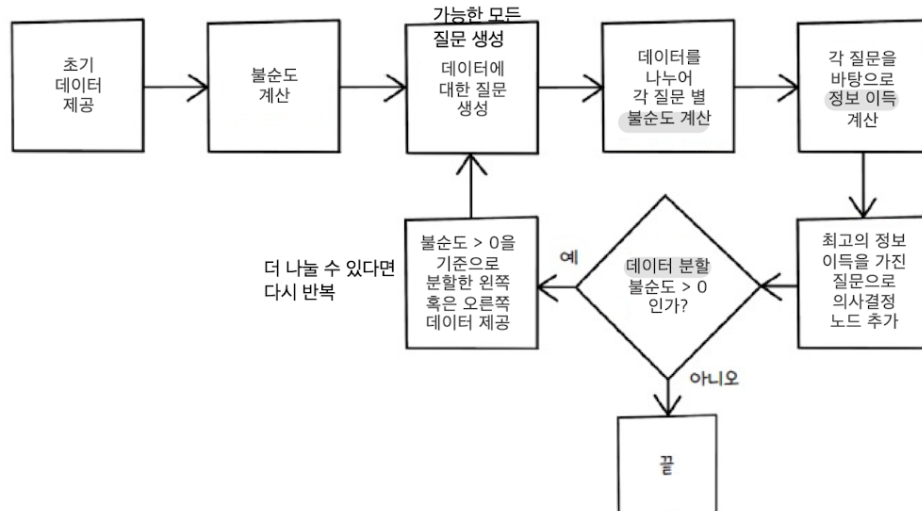 초기
데이터
제공
불순도
계산
가능한 모든
질문 생성
데이터에
대한 질문
생성
데이터를
나누어
각 질문 별
불순도 계산
각 질문을
바탕으로
정보 이득
계산
최고의 정보
이득을 가진
질문으로
의사결정
노드 추가
데이터 분할
불순도 > 0
인가?
예
불순도 > 0을
기준으로
분할한 왼쪽
혹은 오른쪽
데이터 제공
더 나눌 수 있다면
다시 반복
아니오
끝